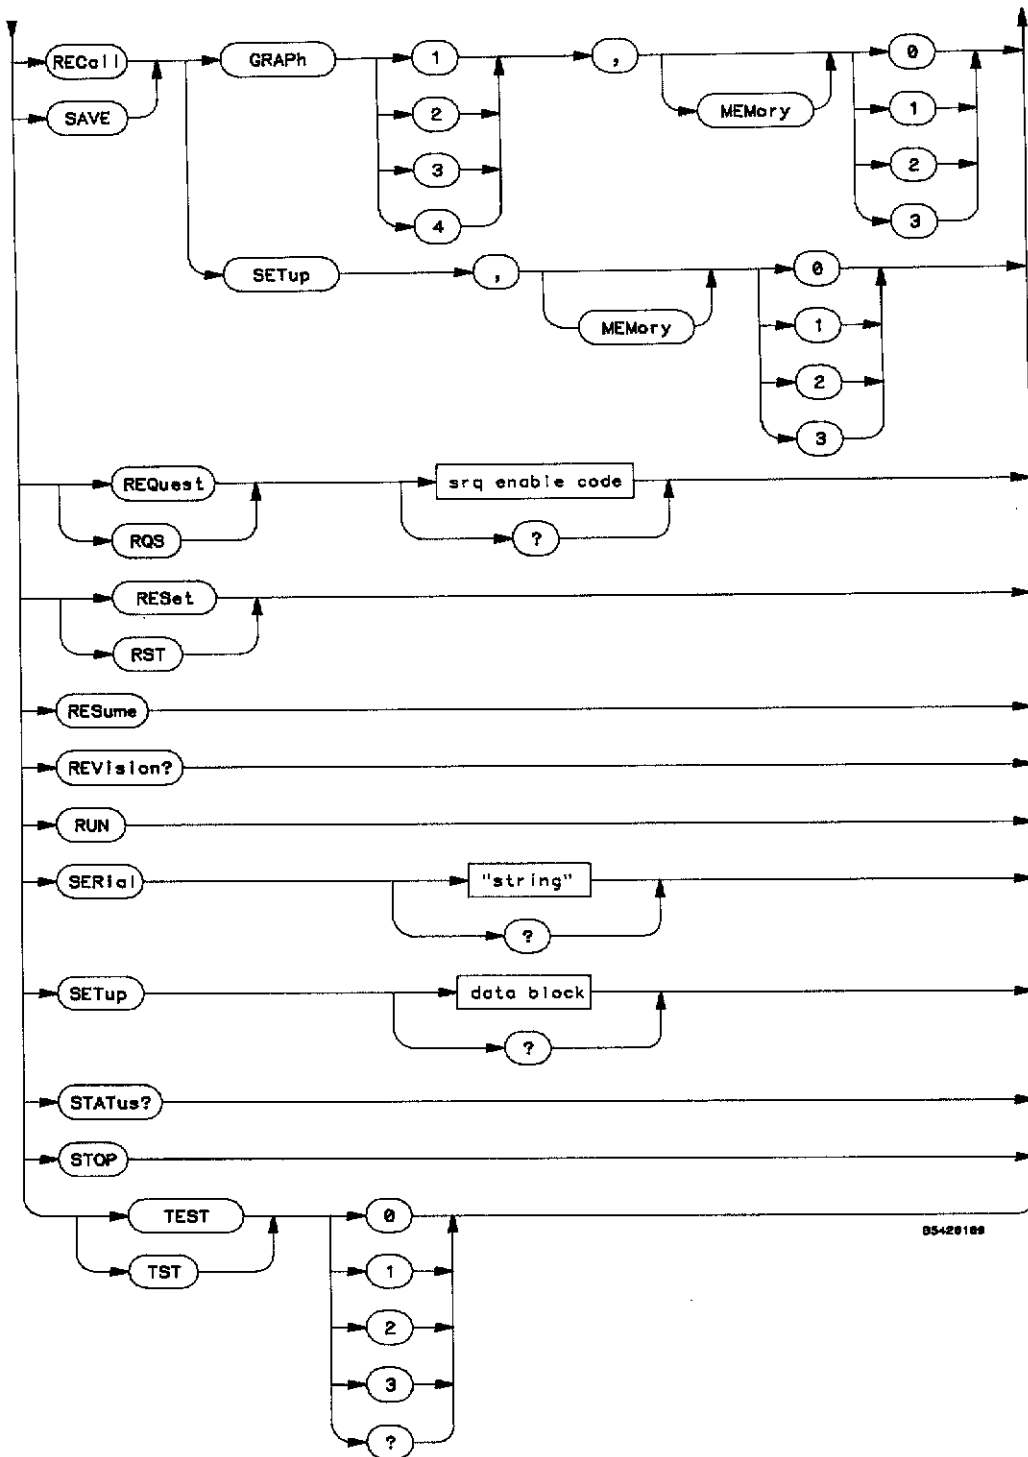 RECall GRAPh 1 , 0
SAVE 2 MEMory 1
3 2
4 3
SETup , 0
MEMory 1
2
3
REQuest srq enable code
RQS ?
RESet
RST
RESume
REVision?
RUN
SERial "string"
?
SETup data block
?
STATus?
STOP
TEST 0
TST 1
2
3
?